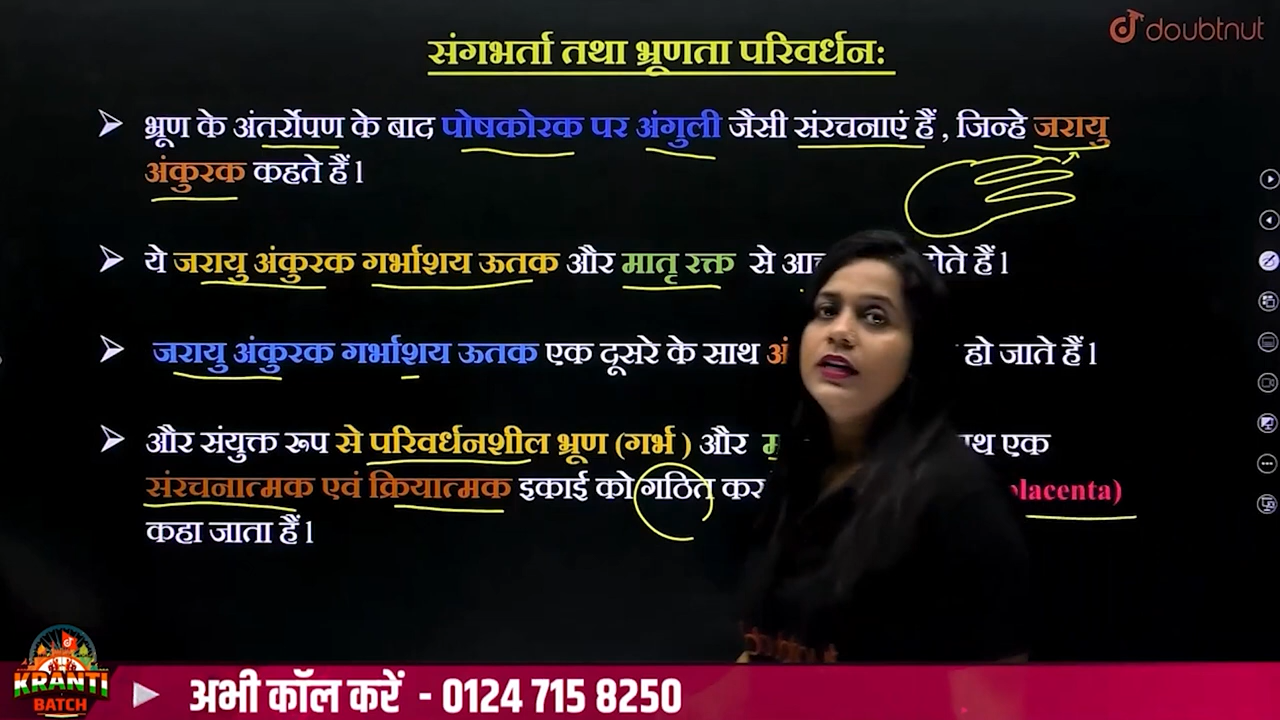 doubtnut
संगभर्ता तथा भ्रूणता परिवर्धन:
भ्रूण के अंतर्रोपण के बाद पोषकोरक पर अंगुली जैसी संरचनाएं हैं , जिन्हे जरायु
अंकुरक कहते हैं l
ये जरायु अंकुरक गर्भाशय ऊतक और मातृ रक्त से हैं l
जरायु अंकुरक गर्भाशय ऊतक एक दूसरे के साथ हो जाते हैं l
और संयुक्त रूप से परिवर्धनशील भ्रूण (गर्भ ) और एक
संरचनात्मक एवं क्रियात्मक इकाई को गठित placenta)
कहा जाता हैं l
KRANTI
BATCH
अभी कॉल करें - 0124 715 8250